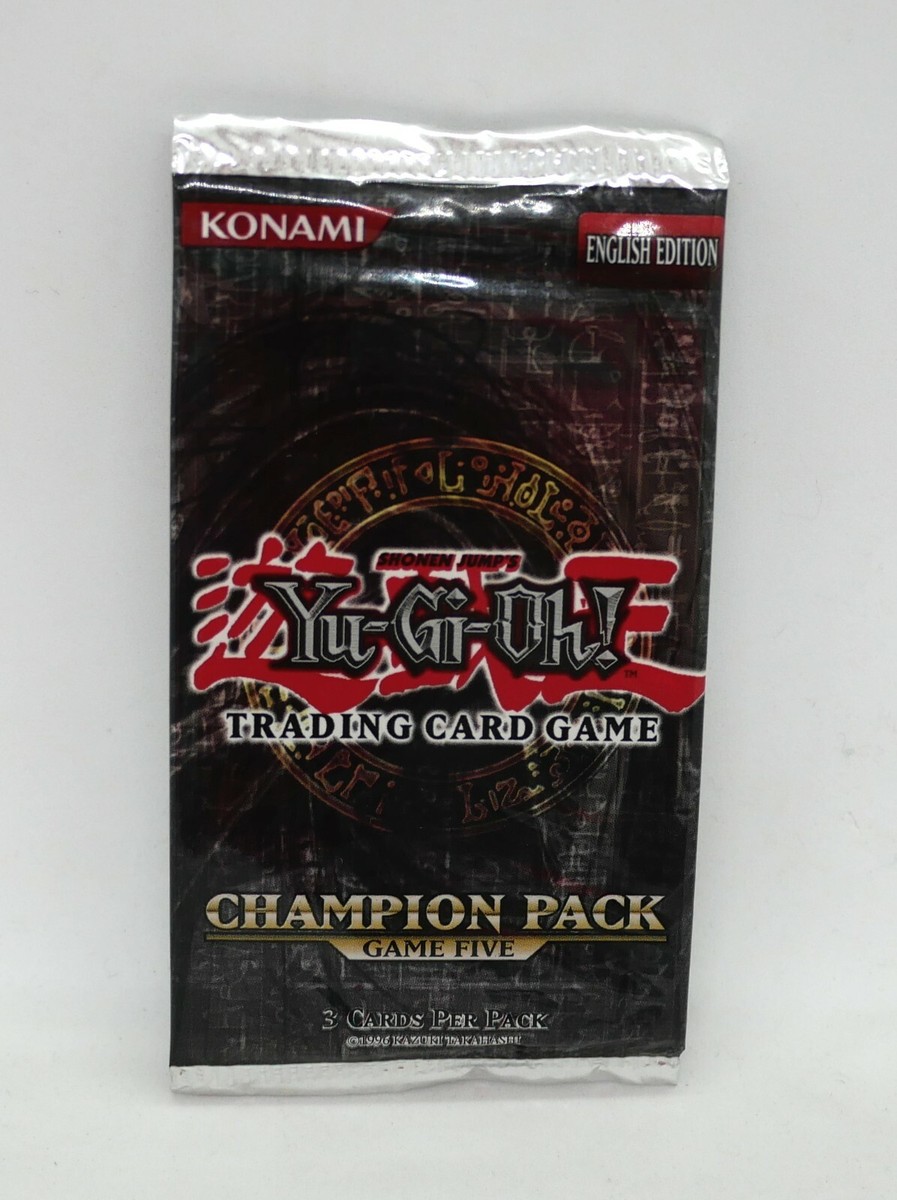 KONAMI
ENGLISH EDITION
SHONEN JUMP'S
Yu-Gi-Oh!
TM
TRADING CARD GAME
CHAMPION PACK
GAME FIVE
3 CARDS PER PACK
©1996 KAZUKI TAKAHASHI